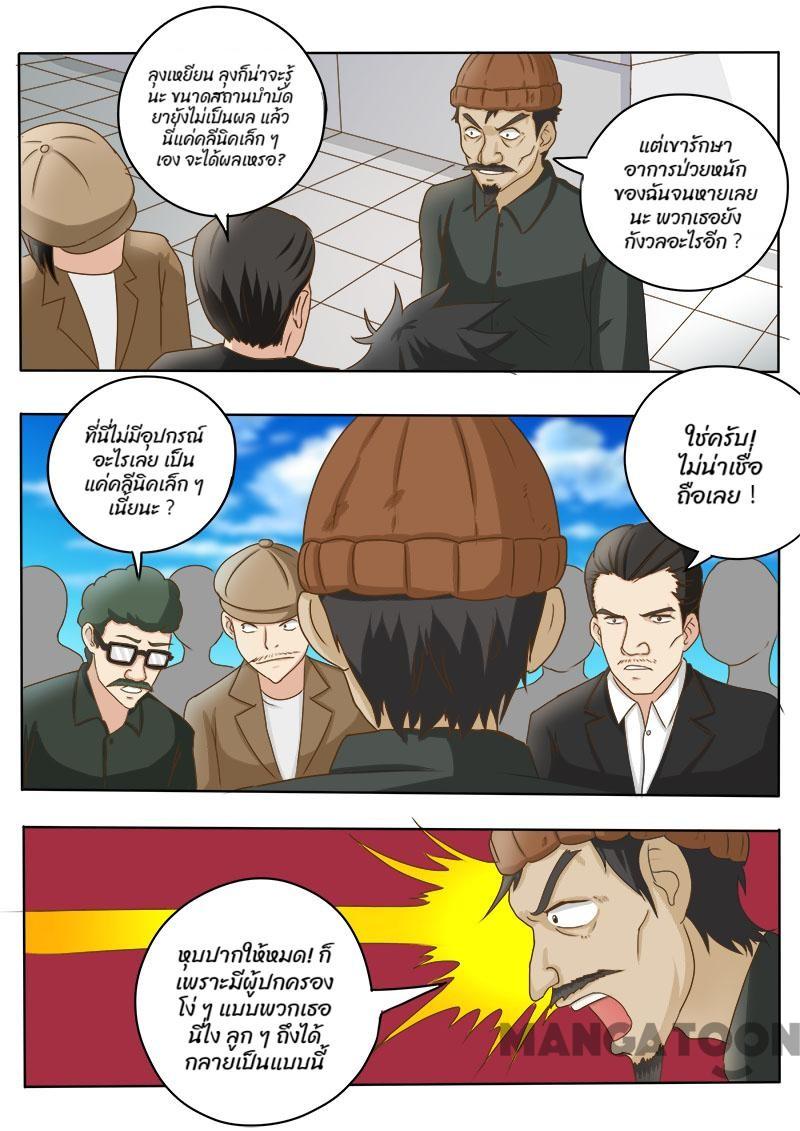 ลุงเหยียน ลุงก็น่าจะรู้
นะ ขนาดสถานบำบัด
ยายังไม่เป็นผล แล้ว
นี่แค่คลีนิคเล็ก ๆ
เอง จะได้ผลเหรอ?
แต่เขารักษา
อาการป่วยหนัก
ของฉันจนหายเลย
นะ พวกเธอยัง
กังวลอะไรอีก ?
ที่นี่ไม่มีอุปกรณ์
อะไรเลย เป็น
แค่คลีนิคเล็ก ๆ
เนี่ยนะ ?
ใช่ครับ!
ไม่น่าเชื่อ
ถือเลย !
หุบปากให้หมด! ก็
เพราะมีผู้ปกครอง
โง่ ๆ แบบพวกเธอ
นี่ไง ลูก ๆ ถึงได้
กลายเป็นแบบนี้
MANGATOON